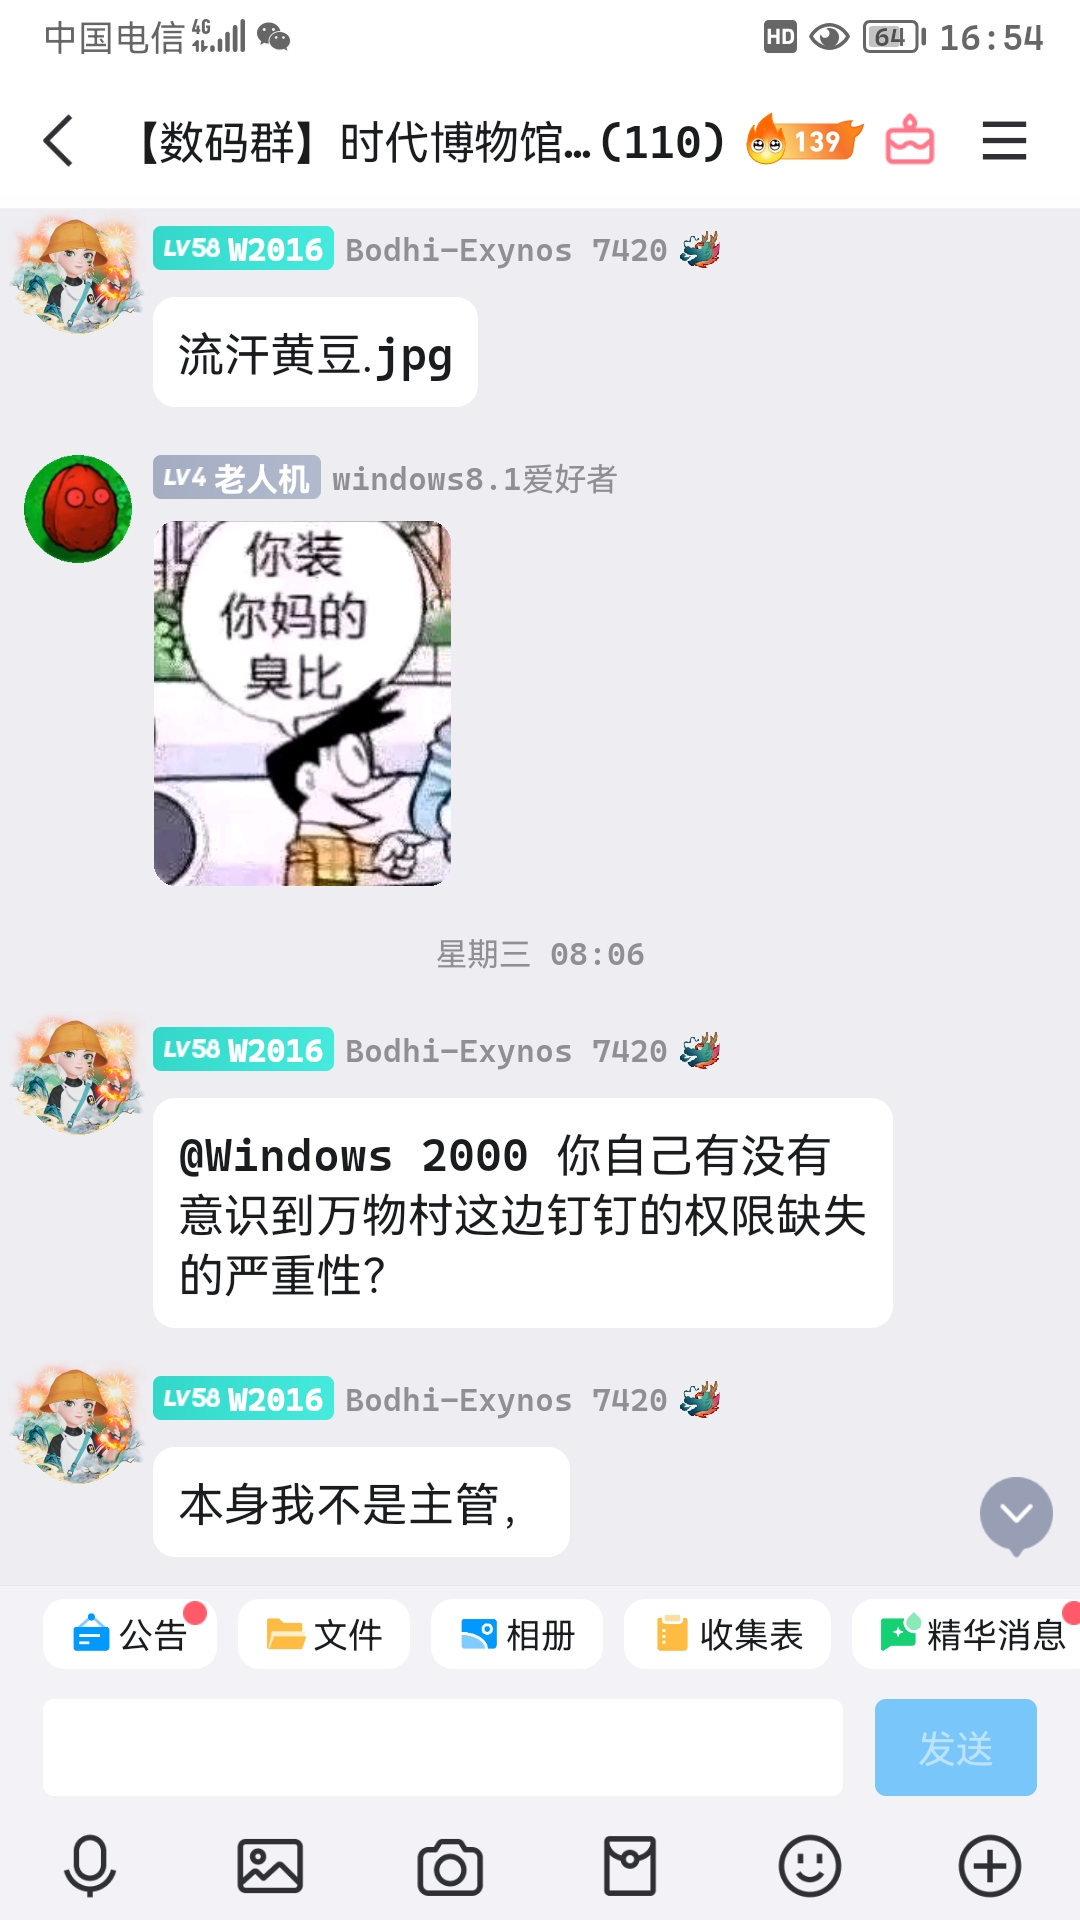 中国电信 4G HD 64 16:54
【数码群】时代博物馆...(110) 139
LV58 W2016 Bodhi-Exynos 7420
流汗黄豆.jpg
LV4 老人机 windows8.1爱好者
你装
你妈的
臭比
星期三 08:06
LV58 W2016 Bodhi-Exynos 7420
@Windows 2000 你自己有没有
意识到万物村这边钉钉的权限缺失
的严重性？
LV58 W2016 Bodhi-Exynos 7420
本身我不是主管，
公告 文件 相册 收集表 精华消息
发送